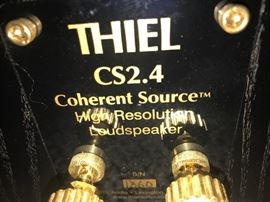 THIEL
CS2.4
Coherent Source™
High Resolution
Loudspeaker
S/N